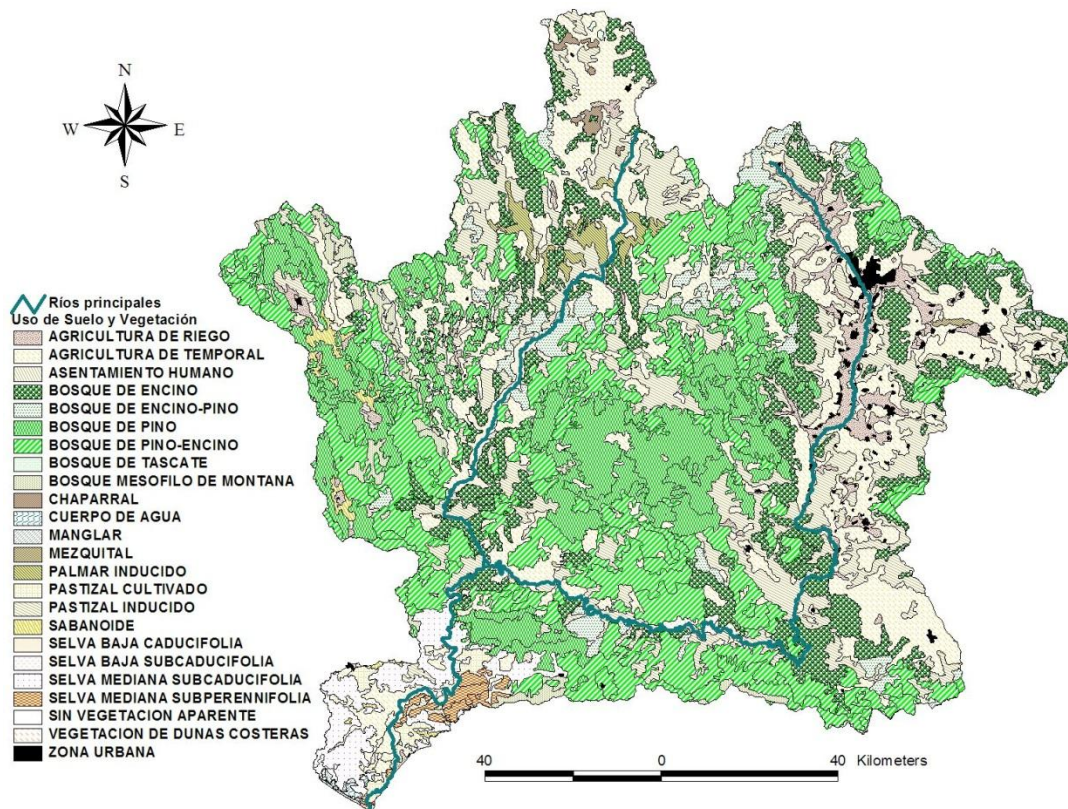 N
W E
S
Ríos principales
Uso de Suelo y Vegetación
AGRICULTURA DE RIEGO
AGRICULTURA DE TEMPORAL
ASENTAMIENTO HUMANO
BOSQUE DE ENCINO
BOSQUE DE ENCINO-PINO
BOSQUE DE PINO
BOSQUE DE PINO-ENCINO
BOSQUE DE TASCATE
BOSQUE MESOFILO DE MONTANA
CHAPARRAL
CUERPO DE AGUA
MANGLAR
MEZQUITAL
PALMAR INDUCIDO
PASTIZAL CULTIVADO
PASTIZAL INDUCIDO
SABANOIDE
SELVA BAJA CADUCIFOLIA
SELVA BAJA SUBCADUCIFOLIA
SELVA MEDIANA SUBCADUCIFOLIA
SELVA MEDIANA SUBPERENNIFOLIA
SIN VEGETACION APARENTE
VEGETACION DE DUNAS COSTERAS
ZONA URBANA
40 0 40 Kilometers